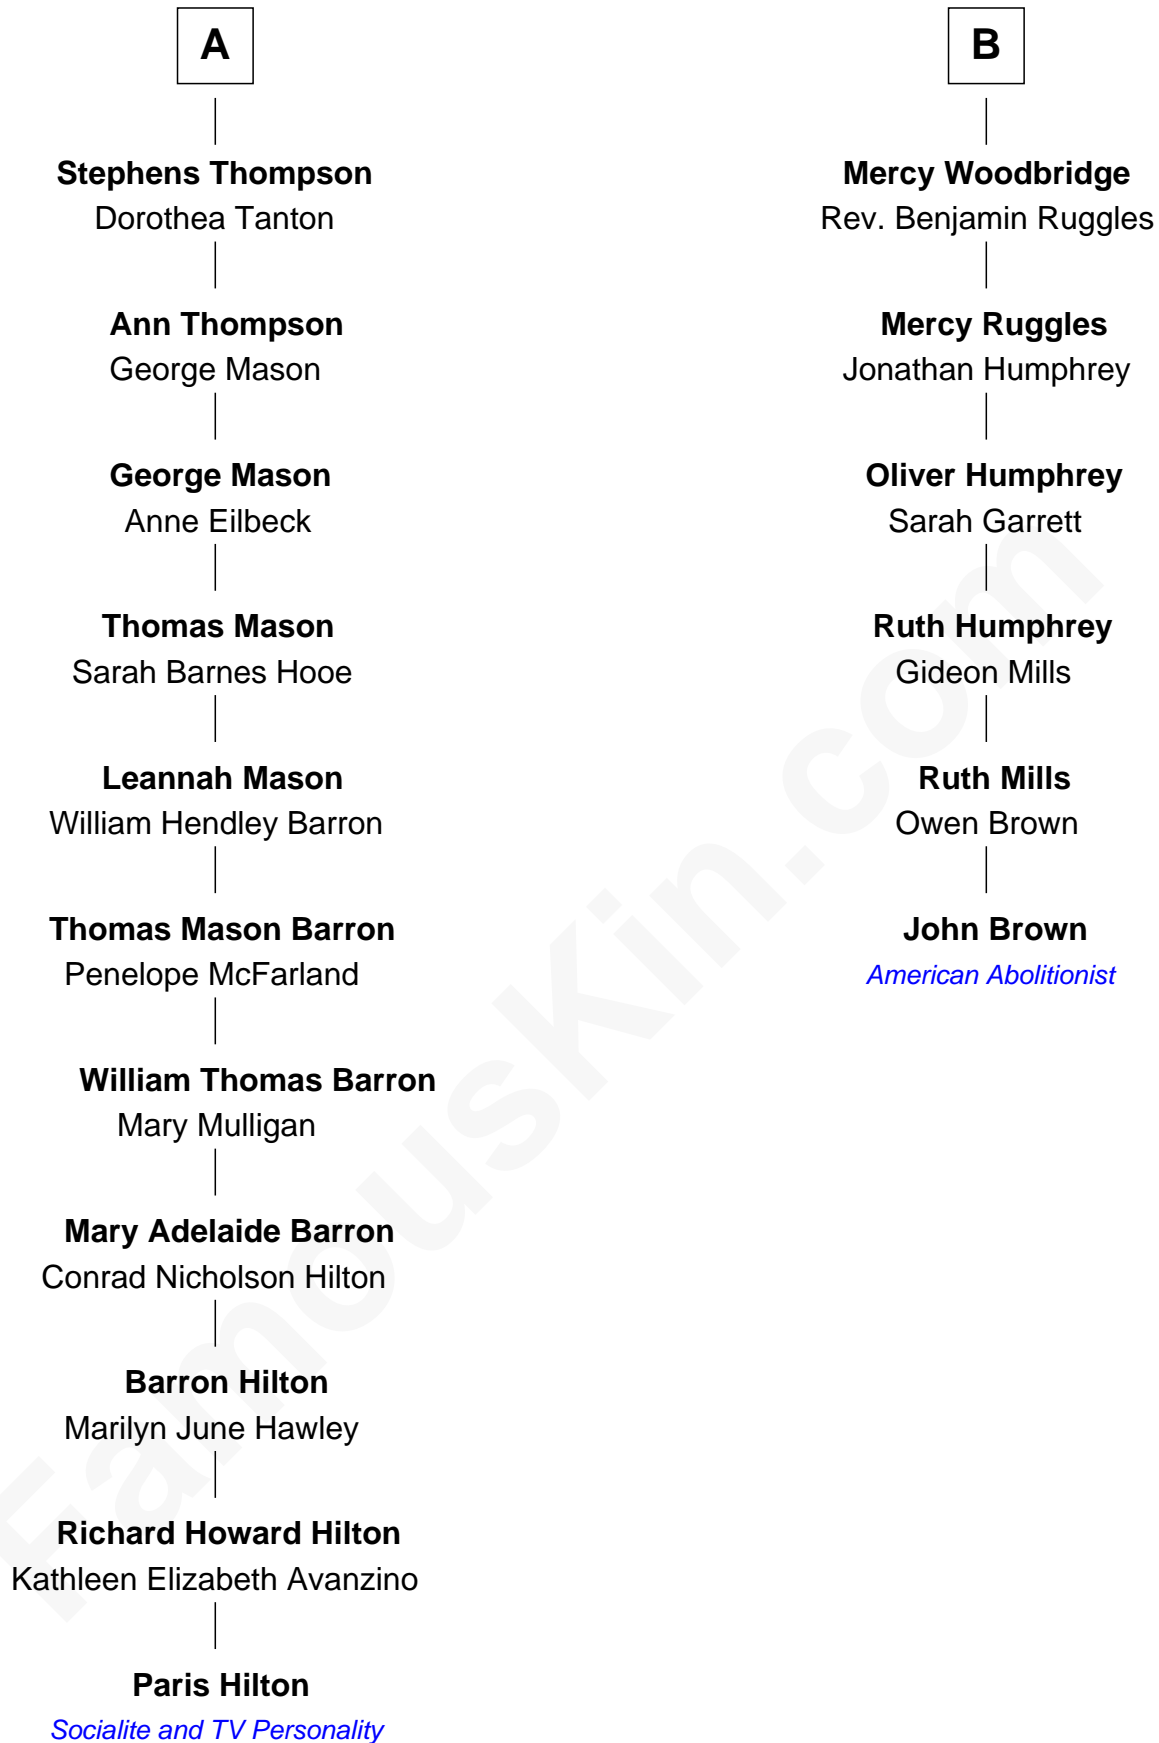 A
Stephens Thompson
Dorothea Tanton
Ann Thompson
George Mason
George Mason
Anne Eilbeck
Thomas Mason
Sarah Barnes Hooe
Leannah Mason
William Hendley Barron
Thomas Mason Barron
Penelope McFarland
William Thomas Barron
Mary Mulligan
Mary Adelaide Barron
Conrad Nicholson Hilton
Barron Hilton
Marilyn June Hawley
Richard Howard Hilton
Kathleen Elizabeth Avanzino
Paris Hilton
Socialite and TV Personality
B
Mercy Woodbridge
Rev. Benjamin Ruggles
Mercy Ruggles
Jonathan Humphrey
Oliver Humphrey
Sarah Garrett
Ruth Humphrey
Gideon Mills
Ruth Mills
Owen Brown
John Brown
American Abolitionist
FamousKin.com